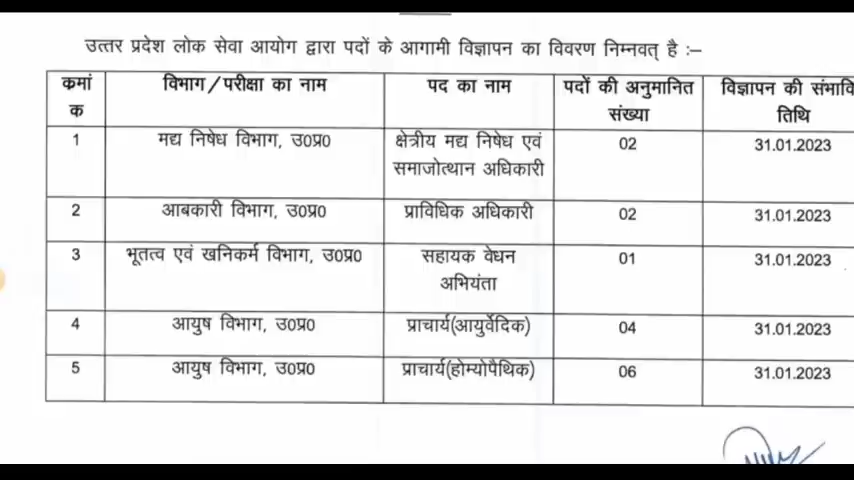 उत्तर प्रदेश लोक सेवा आयोग द्वारा पदों के आगामी विज्ञापन का विवरण निम्नवत् है :–
क्रमां विभाग/परीक्षा का नाम पद का नाम पदों की अनुमानित विज्ञापन की संभावि
क संख्या तिथि
1 मद्य निषेध विभाग, उ0प्र0 क्षेत्रीय मद्य निषेध एवं 02 31.01.2023
समाजोत्थान अधिकारी
2 आबकारी विभाग, उ0प्र0 प्राविधिक अधिकारी 02 31.01.2023
3 भूतत्व एवं खनिकर्म विभाग, उ0प्र0 सहायक वेधन 01 31.01.2023
अभियंता
4 आयुष विभाग, उ0प्र0 प्राचार्य(आयुर्वेदिक) 04 31.01.2023
5 आयुष विभाग, उ0प्र0 प्राचार्य(होम्योपैथिक) 06 31.01.2023